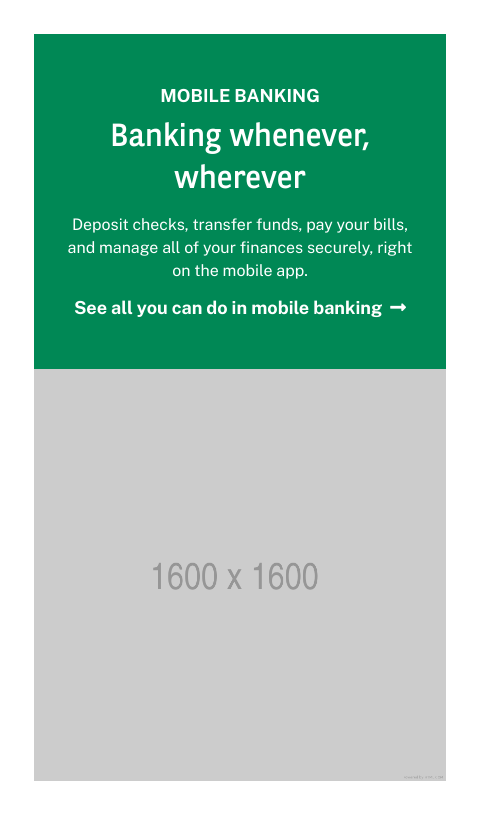 MOBILE BANKING
Banking whenever,
wherever
Deposit checks, transfer funds, pay your bills,
and manage all of your finances securely, right
on the mobile app.
See all you can do in mobile banking →
1600 x 1600